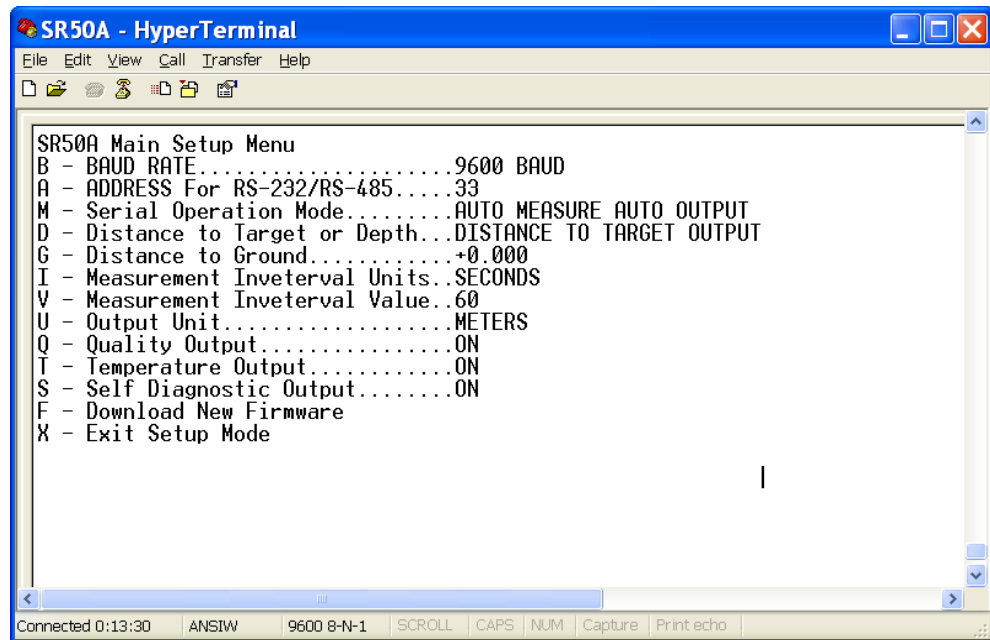 SR50A - HyperTerminal
File Edit View Call Transfer Help
SR50A Main Setup Menu
B - BAUD RATE.......................9600 BAUD
A - ADDRESS For RS-232/RS-485.....33
M - Serial Operation Mode.........AUTO MEASURE AUTO OUTPUT
D - Distance to Target or Depth...DISTANCE TO TARGET OUTPUT
G - Distance to Ground............+0.000
I - Measurement Inveterval Units..SECONDS
V - Measurement Inveterval Value..60
U - Output Unit...................METERS
Q - Quality Output................ON
T - Temperature Output............ON
S - Self Diagnostic Output........ON
F - Download New Firmware
X - Exit Setup Mode
Connected 0:13:30 ANSIW 9600 8-N-1 SCROLL CAPS NUM Capture Print echo